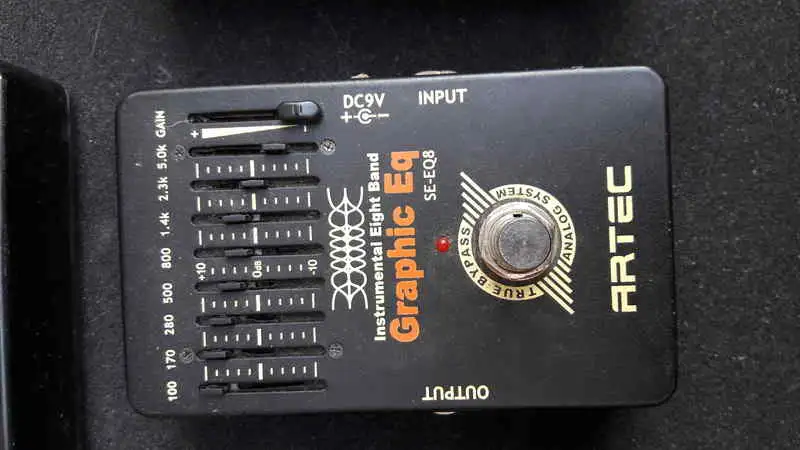 100 170 280 500 800 1.4k 2.3k 5.0k GAIN
+
+10
0dB
-10
DC9V
+ −
INPUT
OUTPUT
Instrumental Eight Band
Graphic Eq
SE-EQ8
TRUE BYPASS
ANALOG SYSTEM
ARTEC